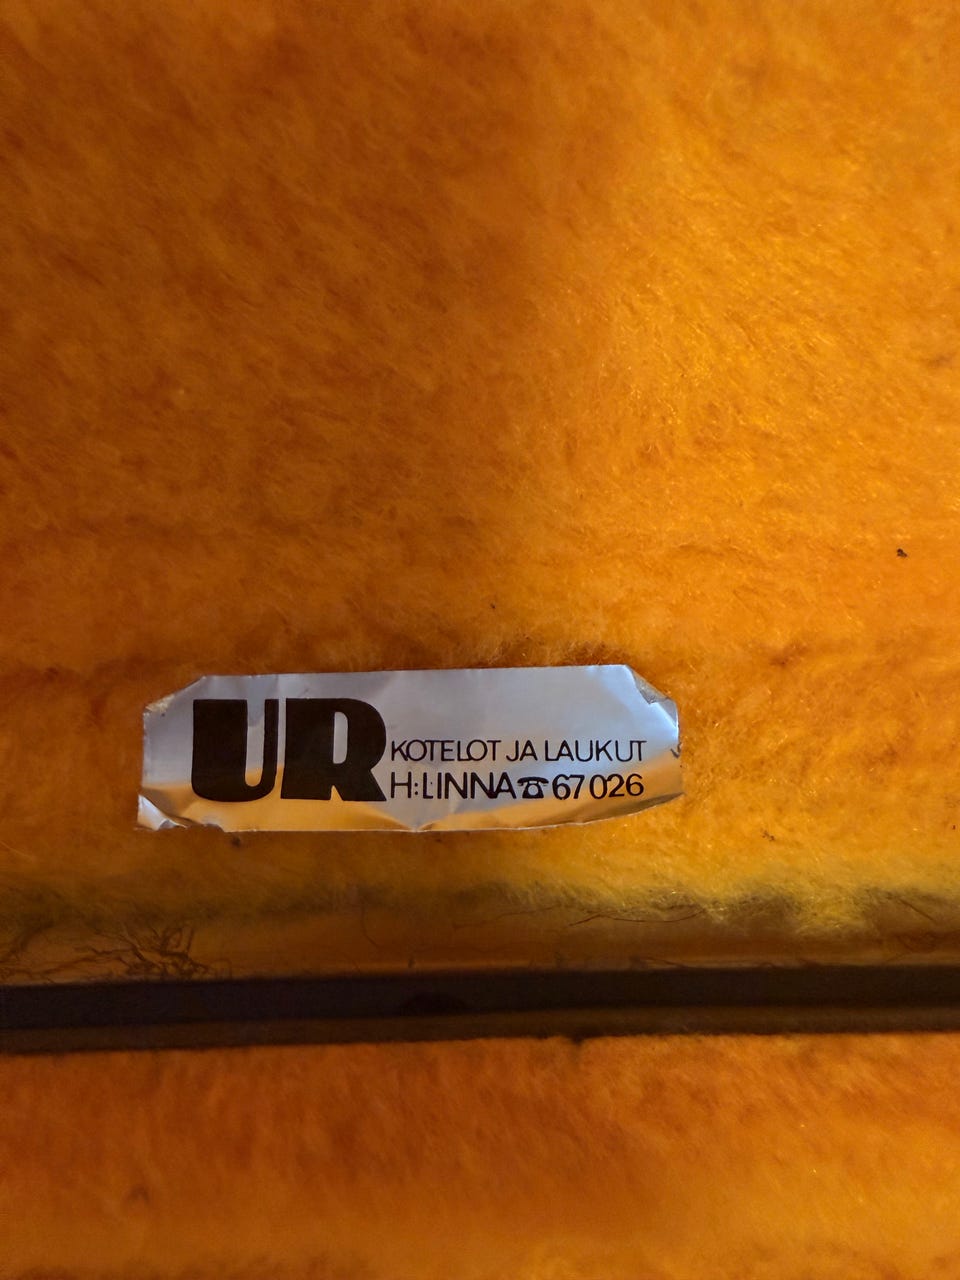 UR
KOTELOT JA LAUKUT
H:LINNA ☎ 67 026